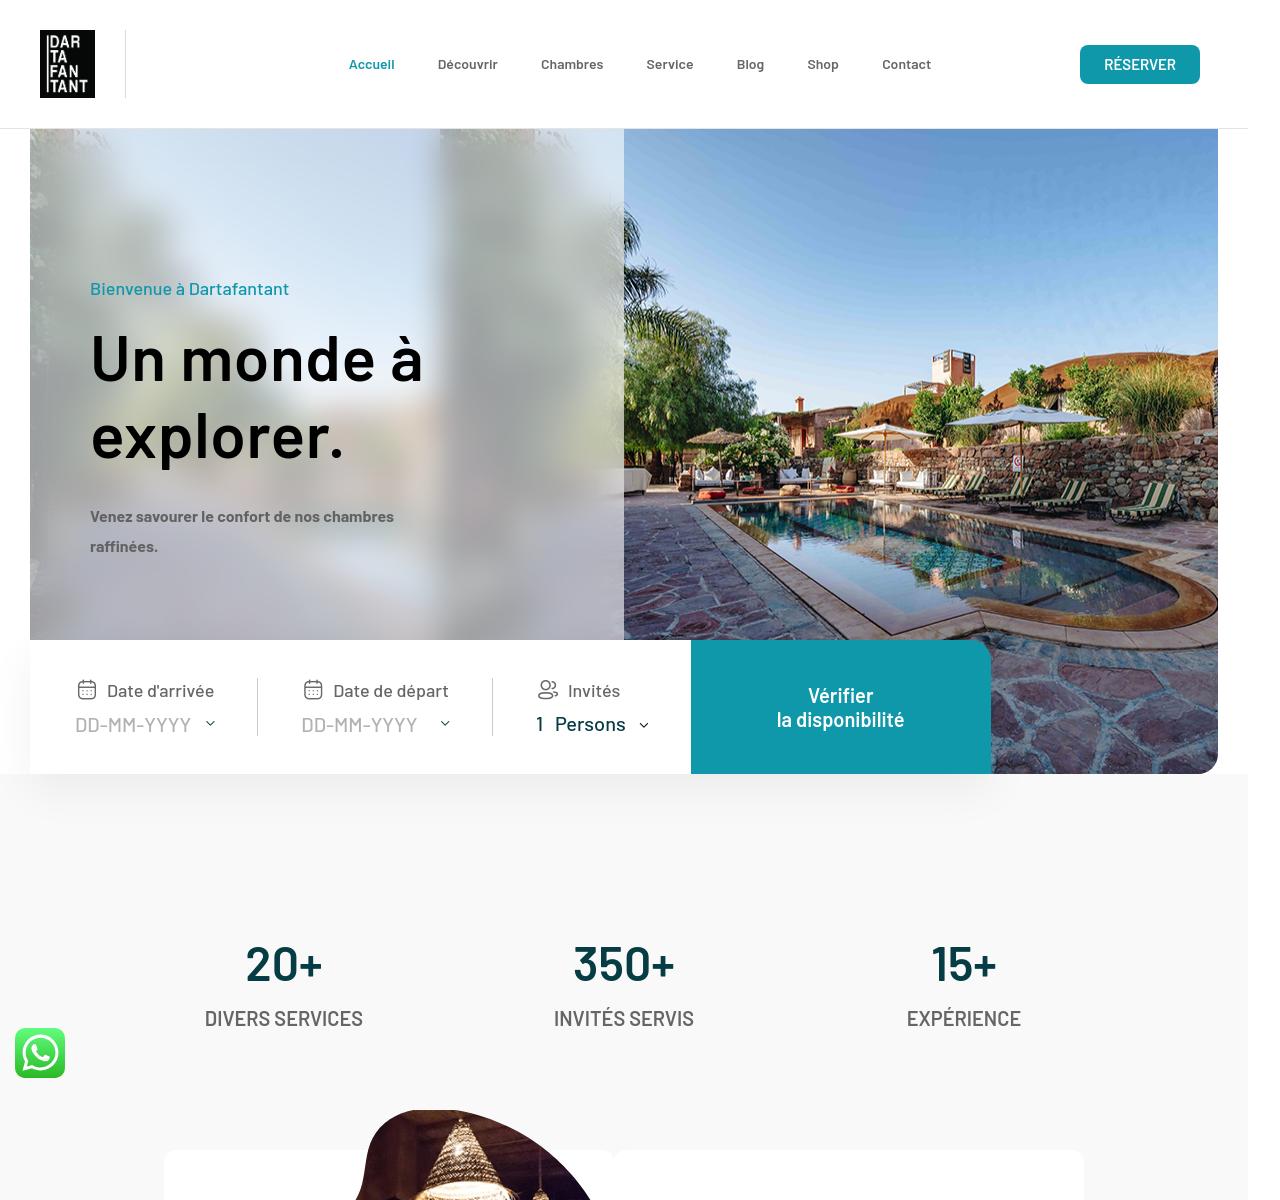 DAR
TA
FAN
TANT
Accueil
Découvrir
Chambres
Service
Blog
Shop
Contact
RÉSERVER
Bienvenue à Dartafantant
Un monde à
explorer.
Venez savourer le confort de nos chambres
raffinées.
Date d'arrivée
DD-MM-YYYY
Date de départ
DD-MM-YYYY
Invités
1 Persons
Vérifier
la disponibilité
20+
DIVERS SERVICES
350+
INVITÉS SERVIS
15+
EXPÉRIENCE